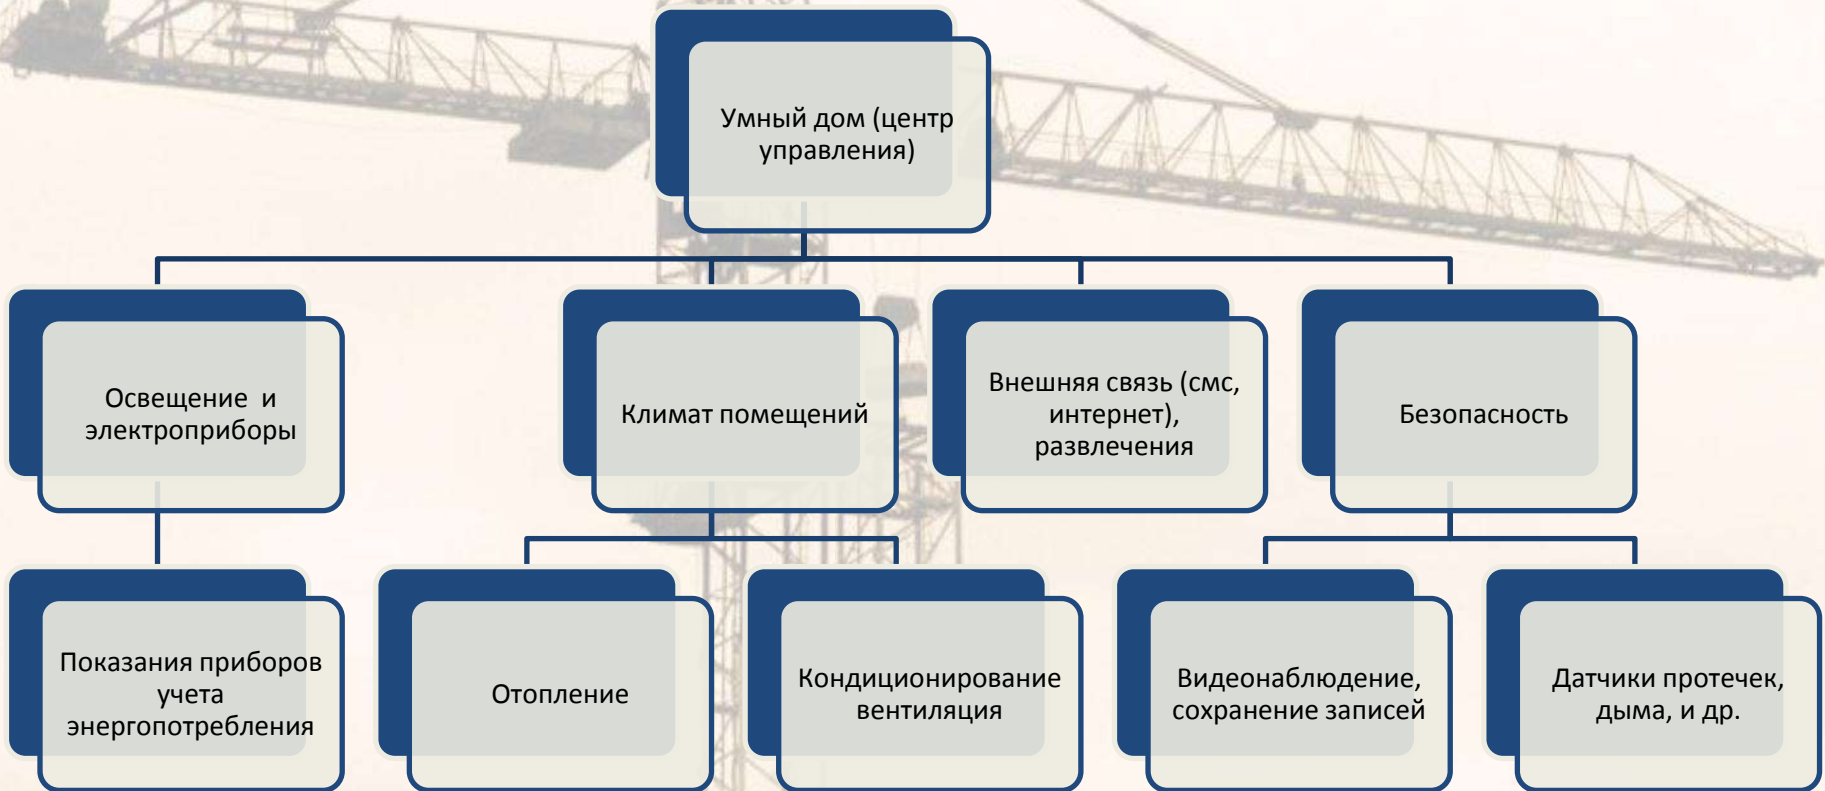 Умный дом (центр
управления)
Освещение и
электроприборы
Климат помещений
Внешняя связь (смс,
интернет),
развлечения
Безопасность
Показания приборов
учета
энергопотребления
Отопление
Кондиционирование
вентиляция
Видеонаблюдение,
сохранение записей
Датчики протечек,
дыма, и др.